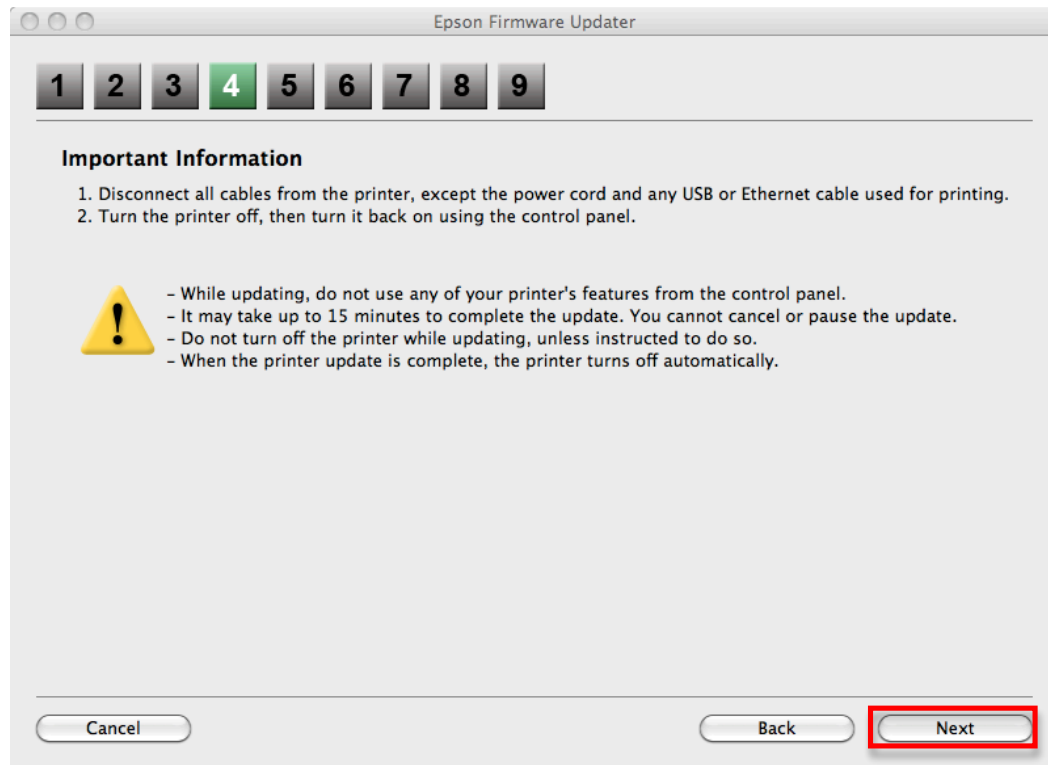 Epson Firmware Updater
1 2 3 4 5 6 7 8 9
Important Information
1. Disconnect all cables from the printer, except the power cord and any USB or Ethernet cable used for printing.
2. Turn the printer off, then turn it back on using the control panel.
– While updating, do not use any of your printer's features from the control panel.
– It may take up to 15 minutes to complete the update. You cannot cancel or pause the update.
– Do not turn off the printer while updating, unless instructed to do so.
– When the printer update is complete, the printer turns off automatically.
Cancel Back Next